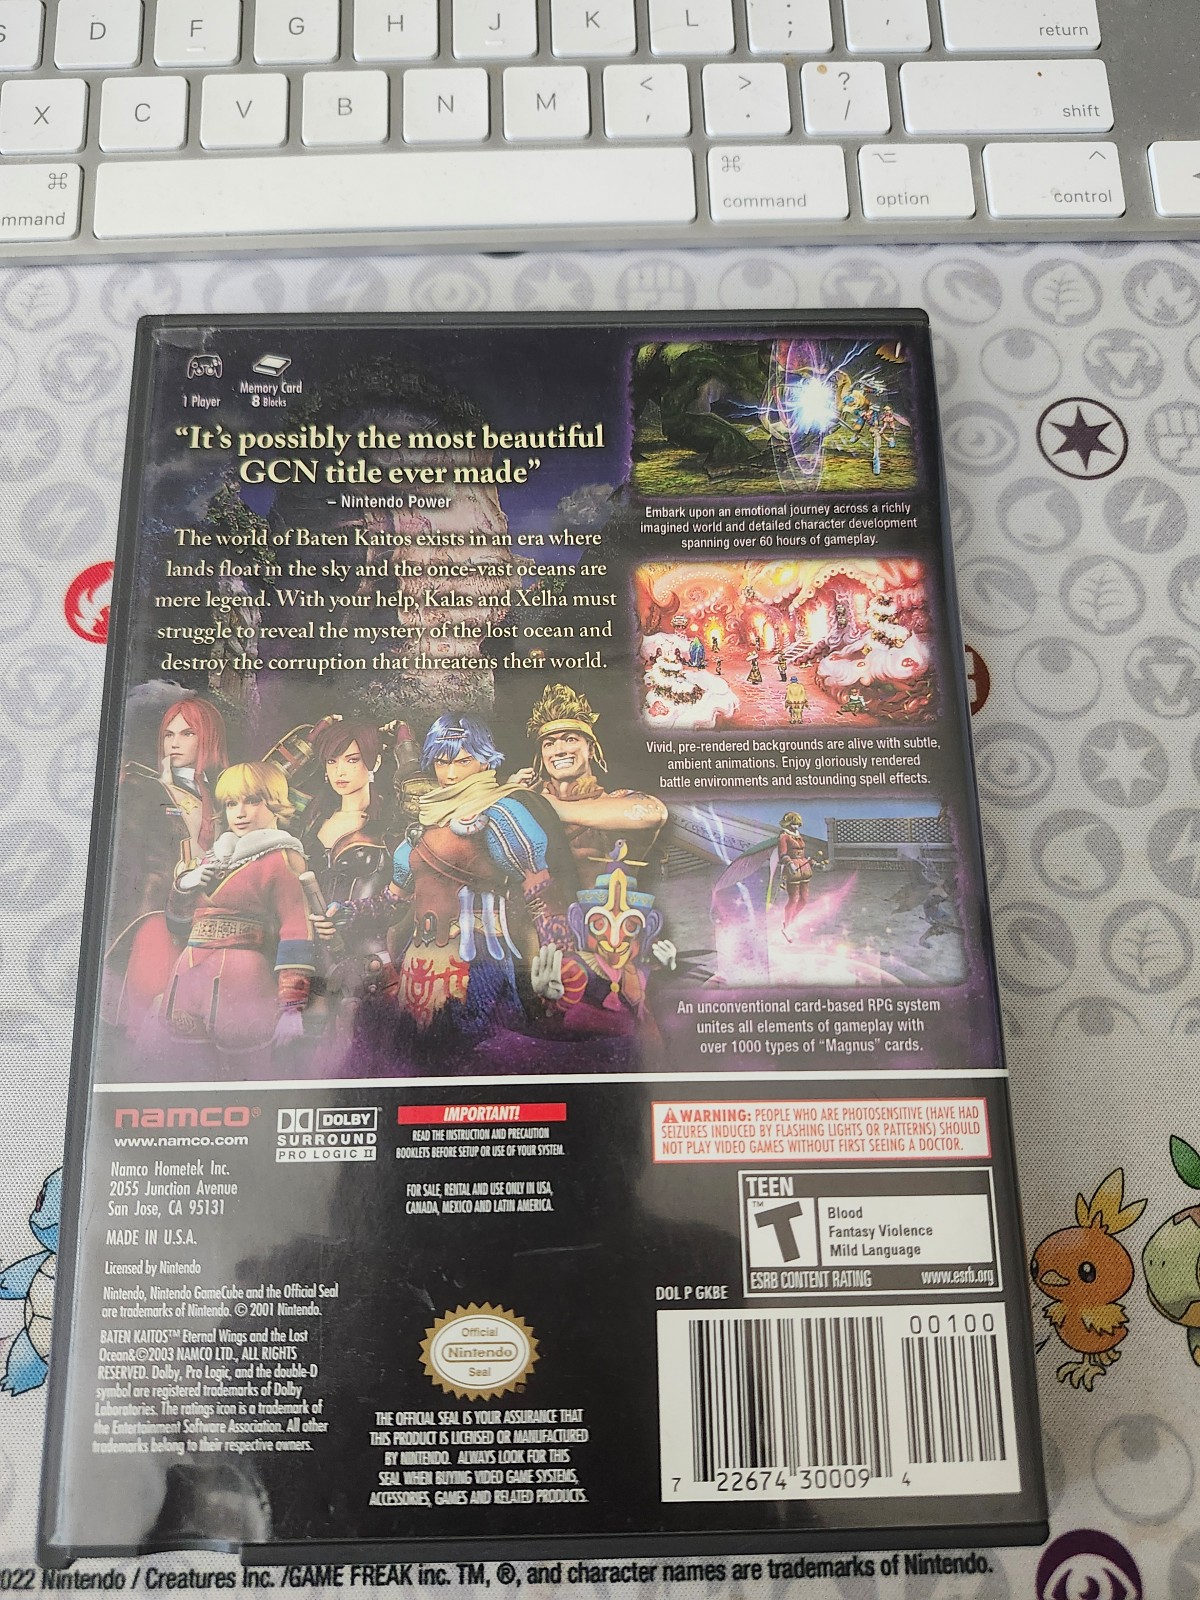 S D F G H J K L ; : , return
X C V B N M < , > . ? / shift
⌘ mmand ⌘ command ⌥ option ^ control
1 Player
Memory Card
8 Blocks
“It’s possibly the most beautiful
GCN title ever made”
– Nintendo Power
The world of Baten Kaitos exists in an era where
lands float in the sky and the once-vast oceans are
mere legend. With your help, Kalas and Xelha must
struggle to reveal the mystery of the lost ocean and
destroy the corruption that threatens their world.
Embark upon an emotional journey across a richly
imagined world and detailed character development
spanning over 60 hours of gameplay.
Vivid, pre-rendered backgrounds are alive with subtle,
ambient animations. Enjoy gloriously rendered
battle environments and astounding spell effects.
An unconventional card-based RPG system
unites all elements of gameplay with
over 1000 types of “Magnus” cards.
namco®
www.namco.com
Namco Hometek Inc.
2055 Junction Avenue
San Jose, CA 95131
MADE IN U.S.A.
Licensed by Nintendo
Nintendo, Nintendo GameCube and the Official Seal
are trademarks of Nintendo. © 2001 Nintendo.
BATEN KAITOS™ Eternal Wings and the Lost
Ocean&©2003 NAMCO LTD., ALL RIGHTS
RESERVED. Dolby, Pro Logic, and the double-D
symbol are registered trademarks of Dolby
Laboratories. The ratings icon is a trademark of
the Entertainment Software Association. All other
trademarks belong to their respective owners.
DOLBY
SURROUND
PRO LOGIC II
IMPORTANT!
READ THE INSTRUCTION AND PRECAUTION
BOOKLETS BEFORE SETUP OR USE OF YOUR SYSTEM.
FOR SALE, RENTAL AND USE ONLY IN USA,
CANADA, MEXICO AND LATIN AMERICA.
Official
Nintendo
Seal
THE OFFICIAL SEAL IS YOUR ASSURANCE THAT
THIS PRODUCT IS LICENSED OR MANUFACTURED
BY NINTENDO. ALWAYS LOOK FOR THIS
SEAL WHEN BUYING VIDEO GAME SYSTEMS,
ACCESSORIES, GAMES AND RELATED PRODUCTS.
WARNING: PEOPLE WHO ARE PHOTOSENSITIVE (HAVE HAD
SEIZURES INDUCED BY FLASHING LIGHTS OR PATTERNS) SHOULD
NOT PLAY VIDEO GAMES WITHOUT FIRST SEEING A DOCTOR.
TEEN
T™
Blood
Fantasy Violence
Mild Language
ESRB CONTENT RATING www.esrb.org
DOL P GKBE
00100
7 22674 30009 4
022 Nintendo / Creatures Inc. /GAME FREAK inc. TM, ®, and character names are trademarks of Nintendo.